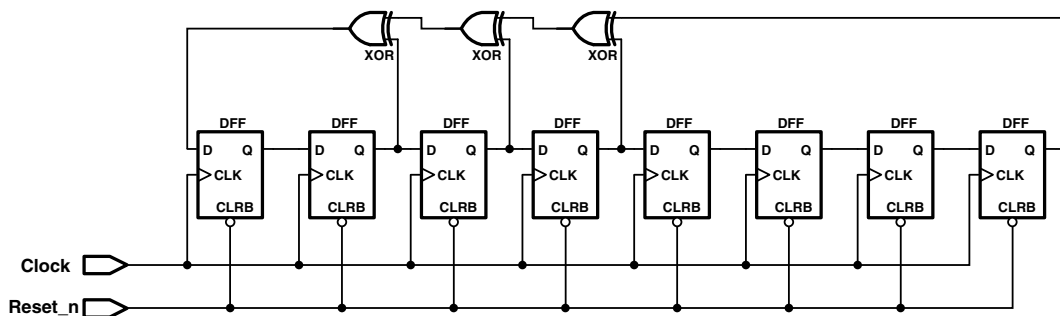 XOR XOR XOR
DFF DFF DFF DFF DFF DFF DFF DFF
D Q D Q D Q D Q D Q D Q D Q D Q
CLK CLK CLK CLK CLK CLK CLK CLK
CLRB CLRB CLRB CLRB CLRB CLRB CLRB CLRB
Clock
Reset_n